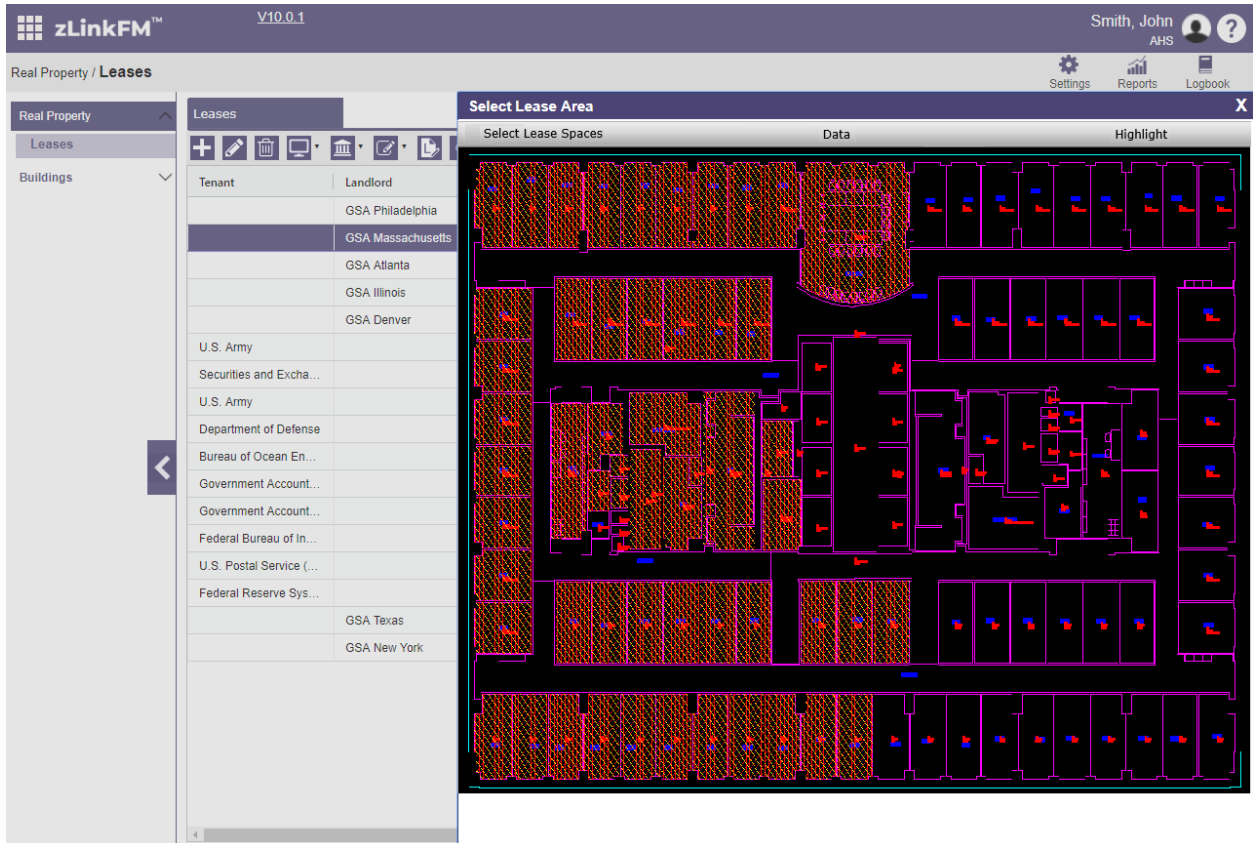 zLinkFM™
V10.0.1
Smith, John
AHS
?
Real Property / Leases
Settings
Reports
Logbook
Real Property
Leases
Buildings
Leases
Select Lease Area
X
Select Lease Spaces
Data
Highlight
Tenant
Landlord
GSA Philadelphia
GSA Massachusetts
GSA Atlanta
GSA Illinois
GSA Denver
U.S. Army
Securities and Excha...
U.S. Army
Department of Defense
Bureau of Ocean En...
Government Account...
Government Account...
Federal Bureau of In...
U.S. Postal Service (...
Federal Reserve Sys...
GSA Texas
GSA New York